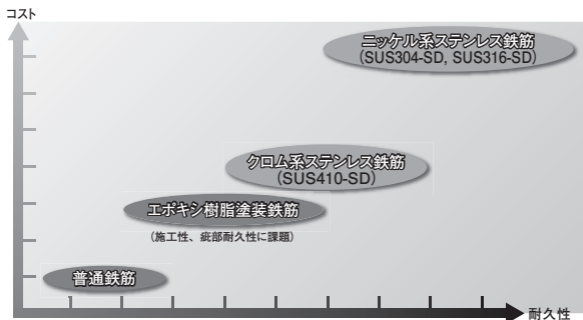 コスト
ニッケル系ステンレス鉄筋
(SUS304-SD, SUS316-SD)
クロム系ステンレス鉄筋
(SUS410-SD)
エポキシ樹脂塗装鉄筋
(施工性、疵部耐久性に課題)
普通鉄筋
耐久性